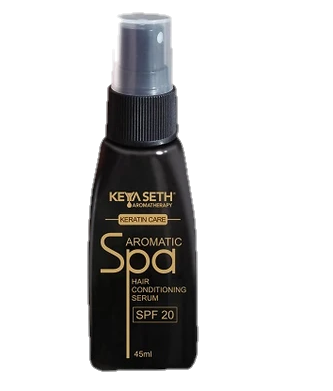 KEYA SETH®
AROMATHERAPY
KERATIN CARE
AROMATIC
Spa
HAIR
CONDITIONING
SERUM
SPF 20
45ml